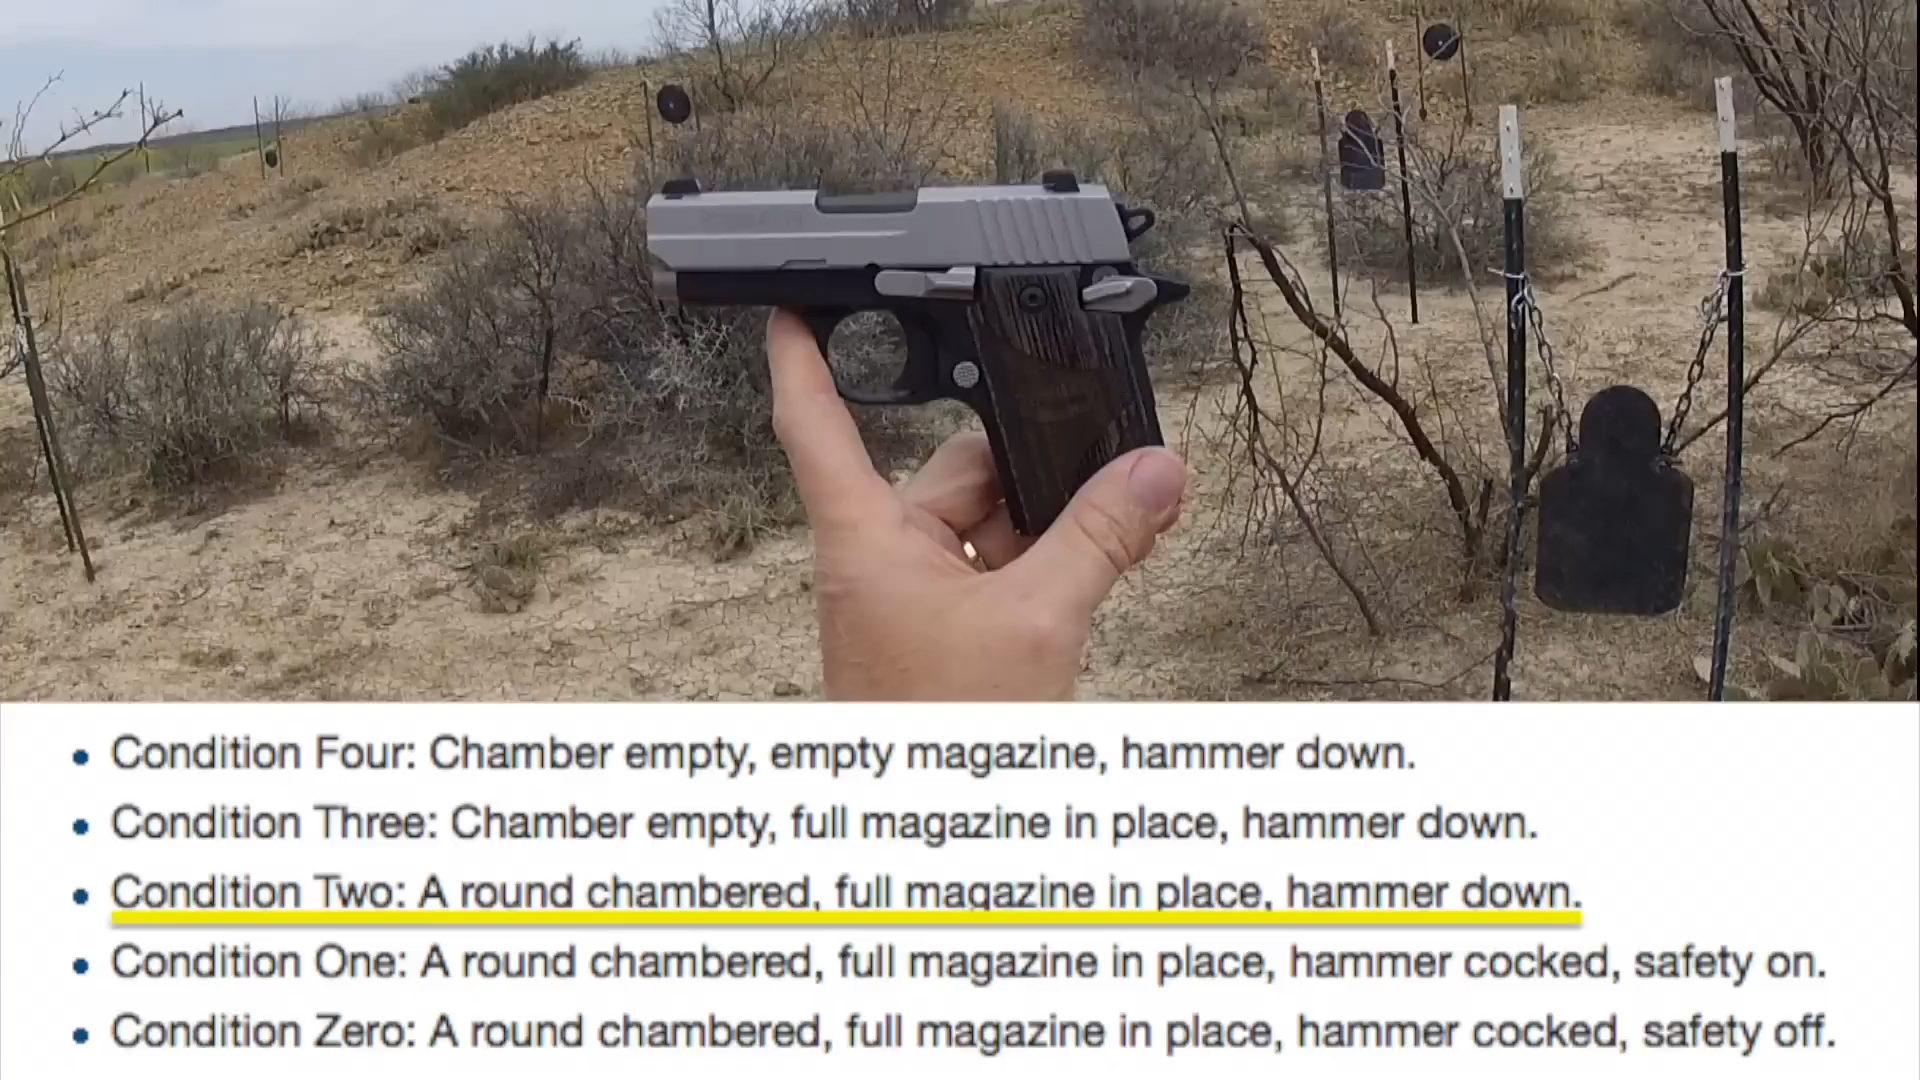 Condition Four: Chamber empty, empty magazine, hammer down.
Condition Three: Chamber empty, full magazine in place, hammer down.
Condition Two: A round chambered, full magazine in place, hammer down.
Condition One: A round chambered, full magazine in place, hammer cocked, safety on.
Condition Zero: A round chambered, full magazine in place, hammer cocked, safety off.